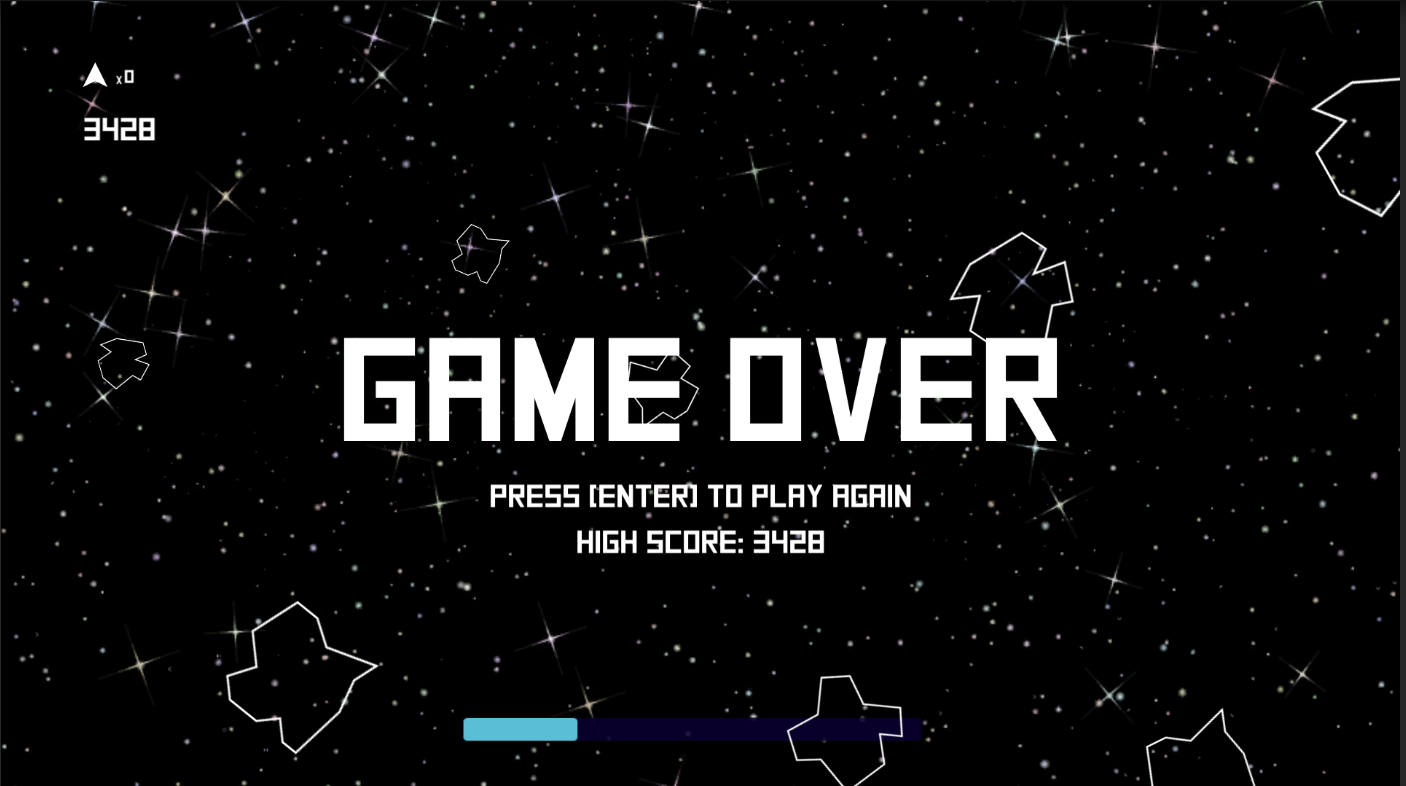 x0
3428
GAME OVER
PRESS [ENTER] TO PLAY AGAIN
HIGH SCORE: 3428